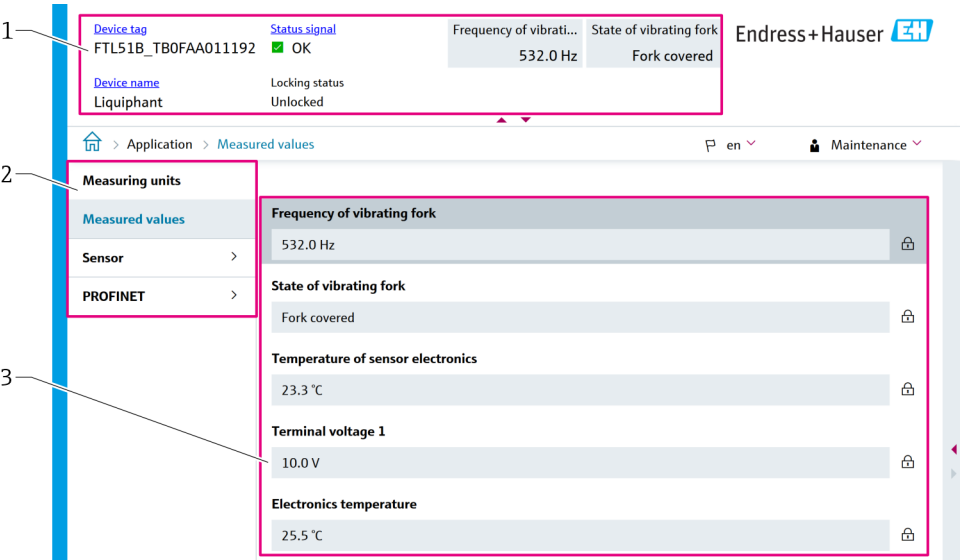 1
Device tag
FTL51B_TB0FAA011192
Status signal
OK
Frequency of vibrati...
532.0 Hz
State of vibrating fork
Fork covered
Endress+Hauser EH
Device name
Liquiphant
Locking status
Unlocked
> Application > Measured values
en
Maintenance
2
Measuring units
Measured values
Sensor
PROFINET
Frequency of vibrating fork
532.0 Hz
State of vibrating fork
Fork covered
Temperature of sensor electronics
23.3 °C
3
Terminal voltage 1
10.0 V
Electronics temperature
25.5 °C